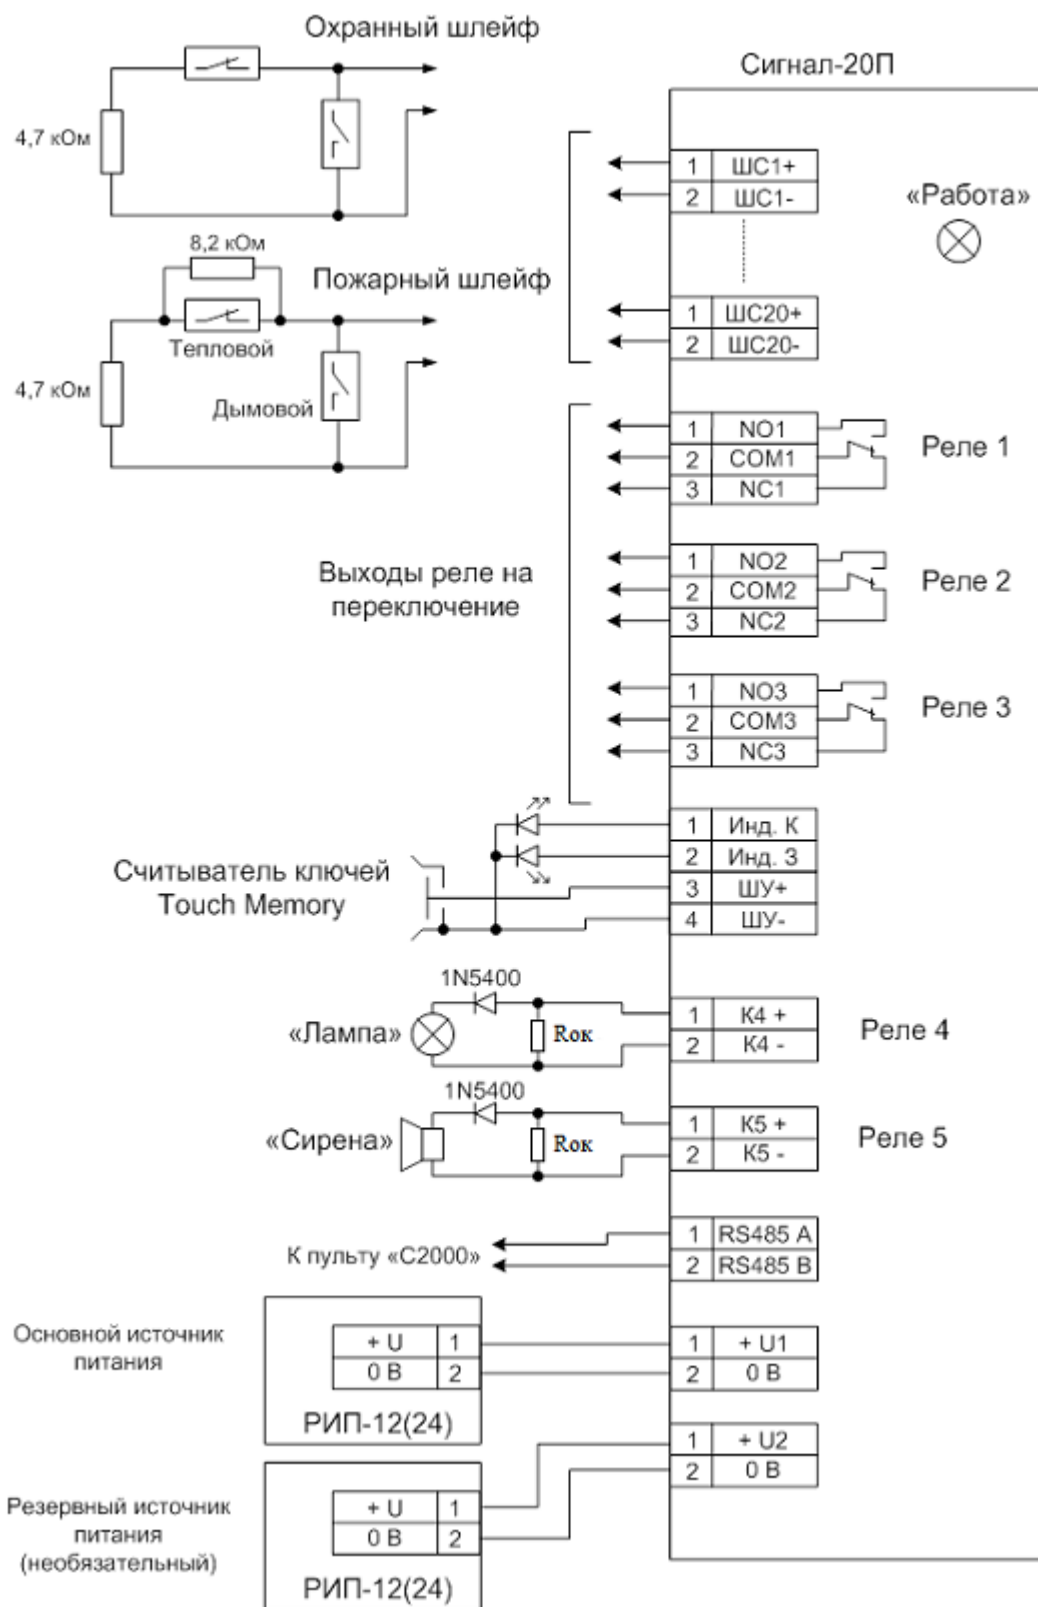 Охранный шлейф
4,7 кОм
8,2 кОм
Пожарный шлейф
Тепловой
4,7 кОм
Дымовой
Сигнал-20П
«Работа»
1 ШС1+
2 ШС1-
1 ШС20+
2 ШС20-
Выходы реле на
переключение
1 NO1
2 COM1
3 NC1
Реле 1
1 NO2
2 COM2
3 NC2
Реле 2
1 NO3
2 COM3
3 NC3
Реле 3
Считыватель ключей
Touch Memory
1 Инд. К
2 Инд. З
3 ШУ+
4 ШУ-
1N5400
«Лампа»
Rок
1 К4 +
2 К4 -
Реле 4
1N5400
«Сирена»
Rок
1 К5 +
2 К5 -
Реле 5
К пульту «С2000»
1 RS485 A
2 RS485 B
Основной источник
питания
+ U 1
0 В 2
РИП-12(24)
1 + U1
2 0 В
Резервный источник
питания
(необязательный)
+ U 1
0 В 2
РИП-12(24)
1 + U2
2 0 В